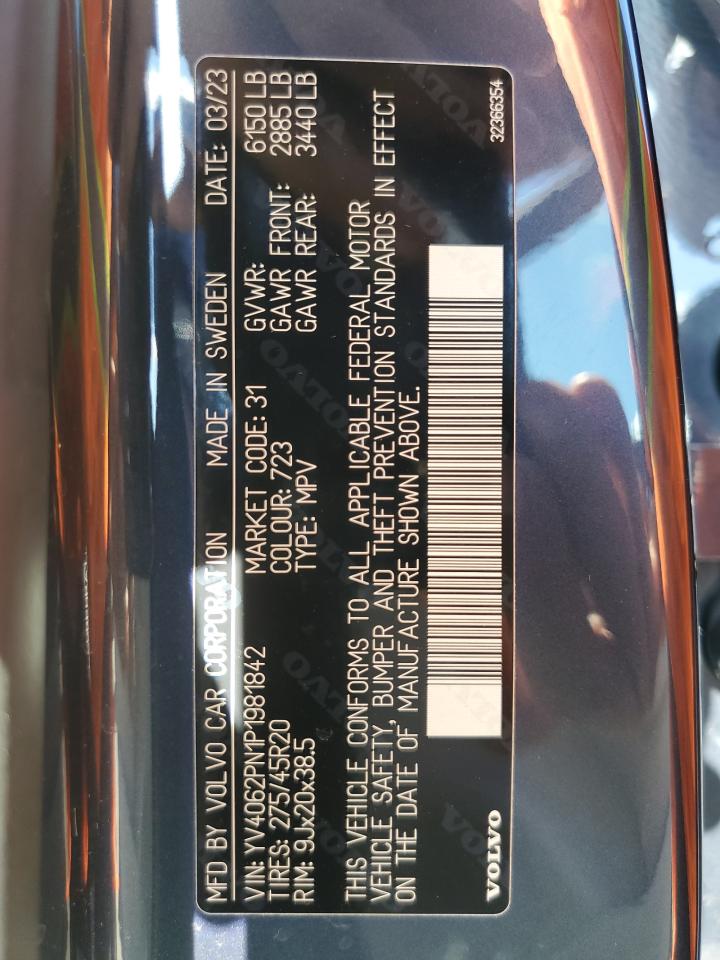 MFD BY VOLVO CAR CORPORATION MADE IN SWEDEN DATE: 03/23
VIN: YV4062PN1P1981842 MARKET CODE: 31 GVWR: 6150 LB
TIRES: 275/45R20 COLOUR: 723 GAWR FRONT: 2885 LB
RIM: 9Jx20x38.5 TYPE: MPV GAWR REAR: 3440 LB
THIS VEHICLE CONFORMS TO ALL APPLICABLE FEDERAL MOTOR
VEHICLE SAFETY, BUMPER AND THEFT PREVENTION STANDARDS IN EFFECT
ON THE DATE OF MANUFACTURE SHOWN ABOVE.
VOLVO 32366354